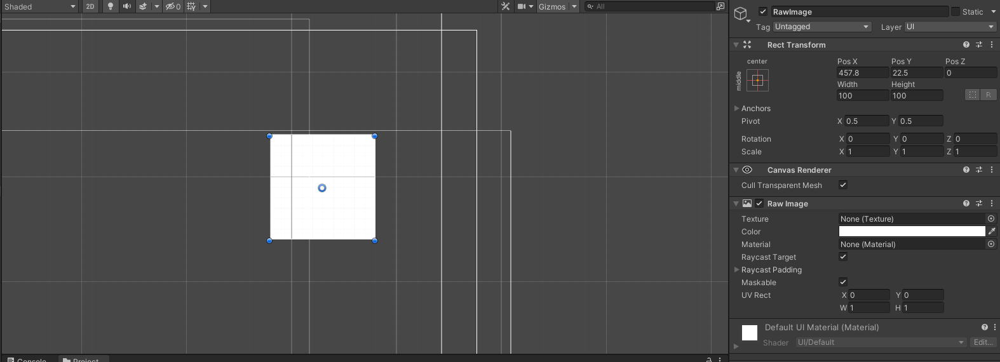 Shaded 2D 0 Gizmos All
RawImage Static
Tag Untagged Layer UI
Rect Transform
center
middle
Pos X Pos Y Pos Z
457.8 22.5 0
Width Height
100 100 R
Anchors
Pivot X 0.5 Y 0.5
Rotation X 0 Y 0 Z 0
Scale X 1 Y 1 Z 1
Canvas Renderer
Cull Transparent Mesh
Raw Image
Texture None (Texture)
Color
Material None (Material)
Raycast Target
Raycast Padding
Maskable
UV Rect X 0 Y 0
W 1 H 1
Default UI Material (Material)
Shader UI/Default Edit...
Console Project